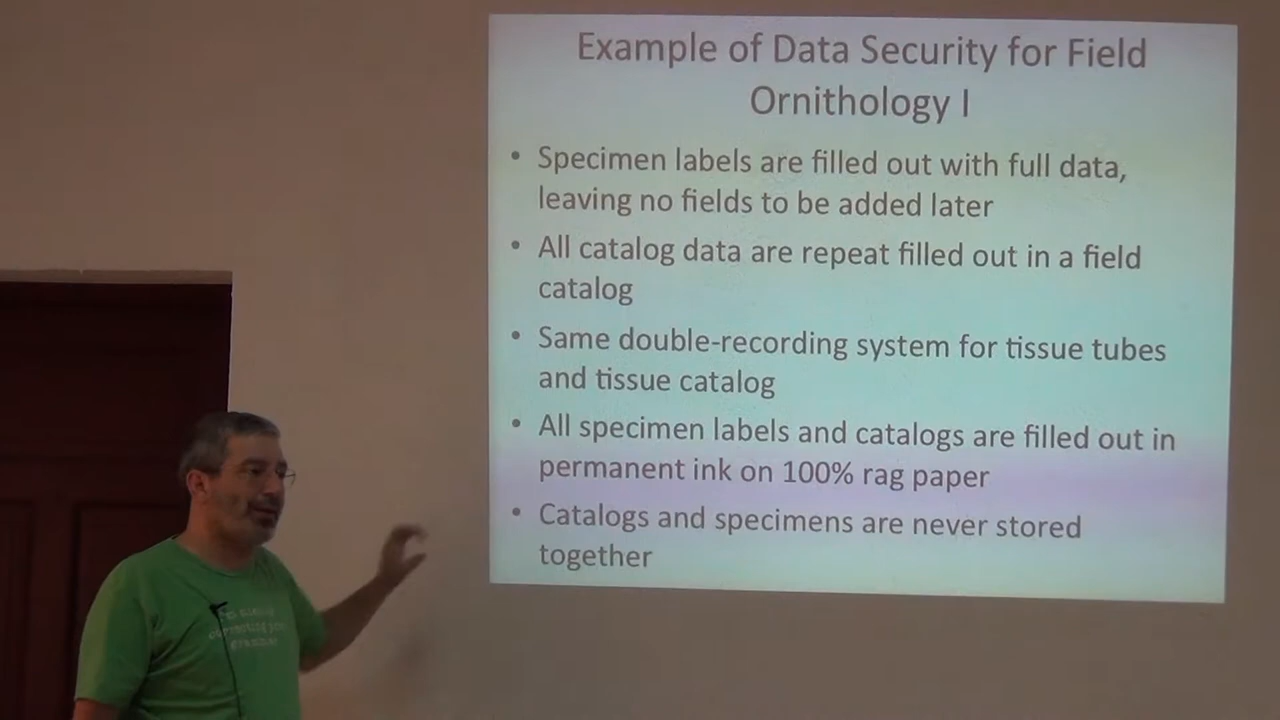 Example of Data Security for Field
Ornithology I
• Specimen labels are filled out with full data,
leaving no fields to be added later
• All catalog data are repeat filled out in a field
catalog
• Same double-recording system for tissue tubes
and tissue catalog
• All specimen labels and catalogs are filled out in
permanent ink on 100% rag paper
• Catalogs and specimens are never stored
together
correcting
grammar